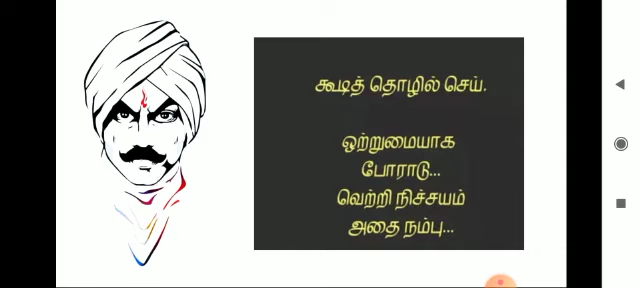 கூடித் தொழில் செய்.
ஒற்றுமையாக
போராடு...
வெற்றி நிச்சயம்
அதை நம்பு...